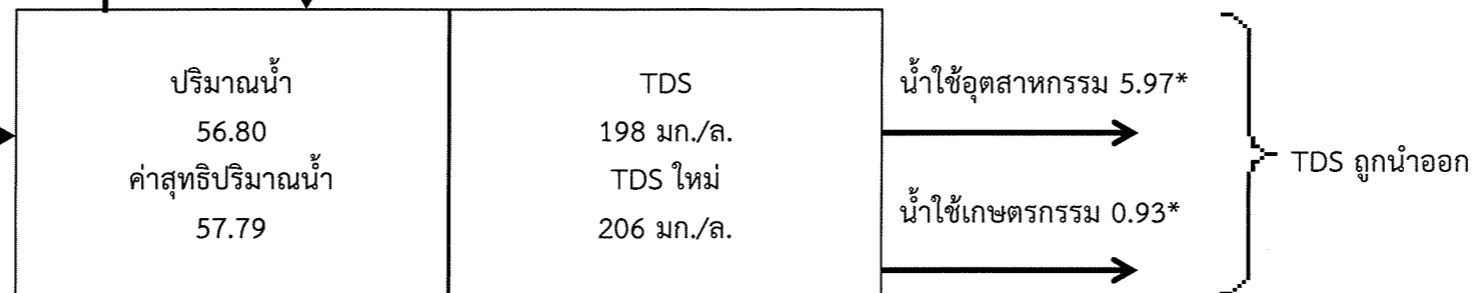 ปริมาณน้ำ
56.80
ค่าสุทธิปริมาณน้ำ
57.79
TDS
198 มก./ล.
TDS ใหม่
206 มก./ล.
น้ำใช้อุตสาหกรรม 5.97*
น้ำใช้เกษตรกรรม 0.93*
TDS ถูกนำออก